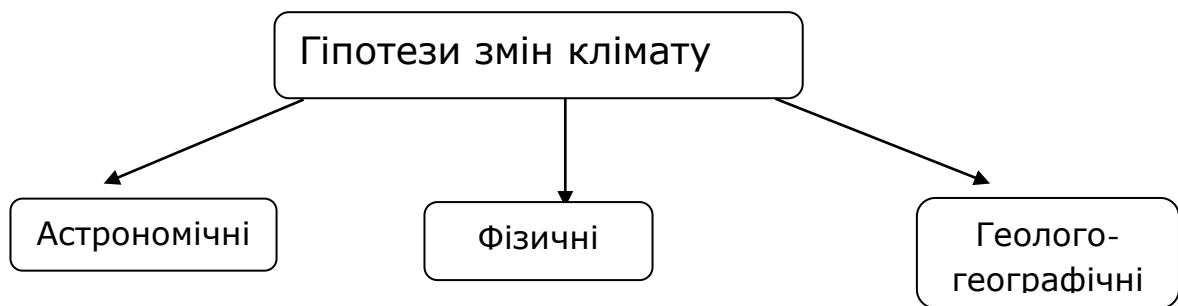 Гіпотези змін клімату
Астрономічні
Фізичні
Геолого-
географічні